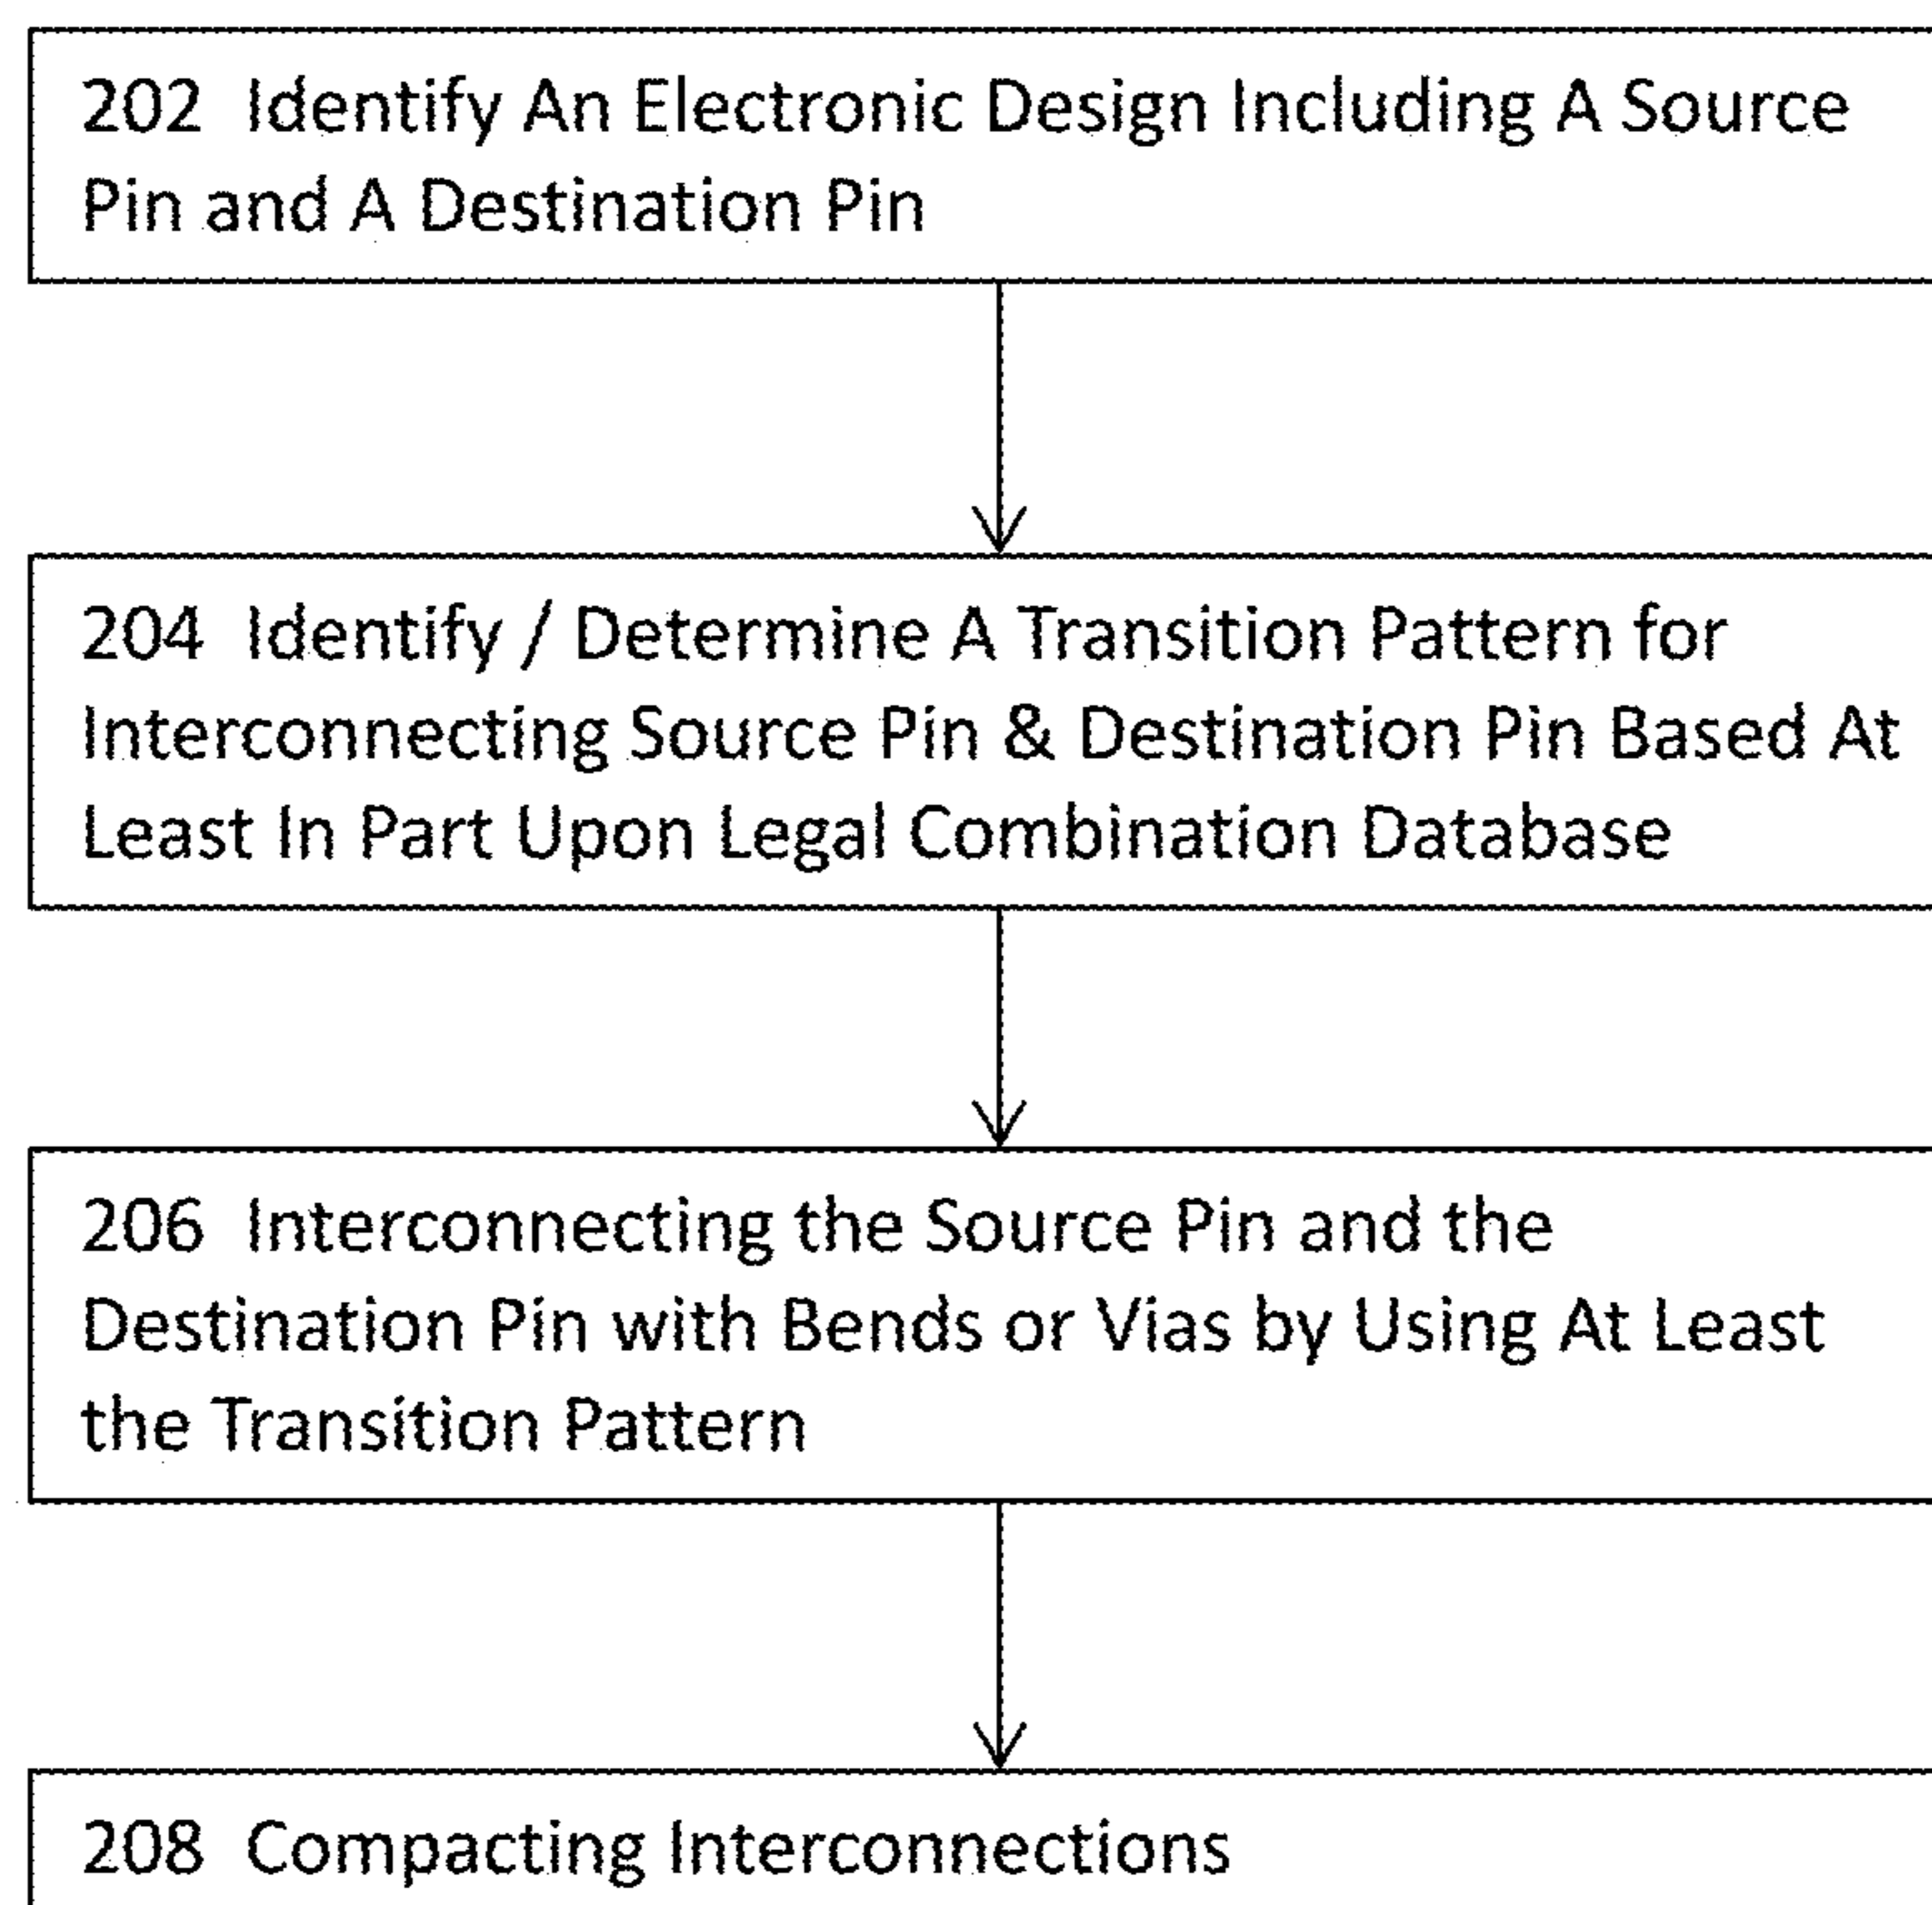 202 Identify An Electronic Design Including A Source
Pin and A Destination Pin
204 Identify / Determine A Transition Pattern for
Interconnecting Source Pin & Destination Pin Based At
Least In Part Upon Legal Combination Database
206 Interconnecting the Source Pin and the
Destination Pin with Bends or Vias by Using At Least
the Transition Pattern
208 Compacting Interconnections